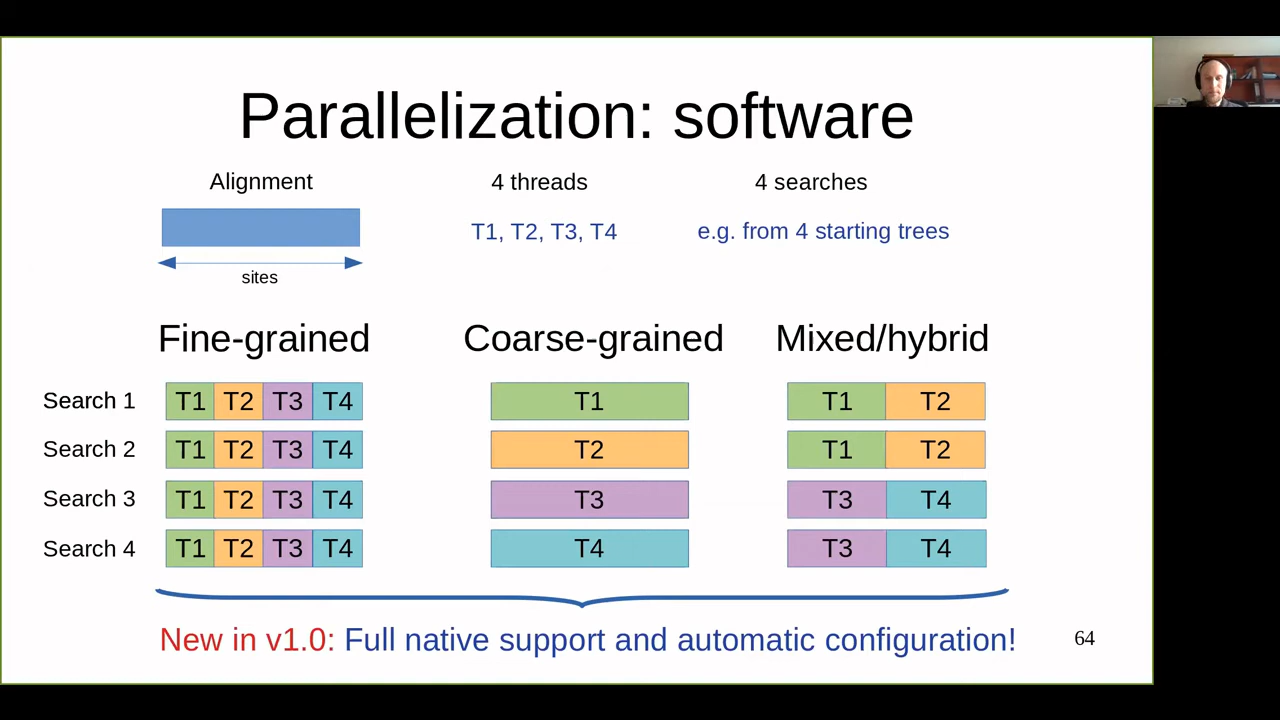 Parallelization: software
Alignment
4 threads
4 searches
T1, T2, T3, T4
e.g. from 4 starting trees
sites
Fine-grained
Coarse-grained
Mixed/hybrid
Search 1 T1 T2 T3 T4 T1 T1 T2
Search 2 T1 T2 T3 T4 T2 T1 T2
Search 3 T1 T2 T3 T4 T3 T3 T4
Search 4 T1 T2 T3 T4 T4 T3 T4
New in v1.0: Full native support and automatic configuration!
64